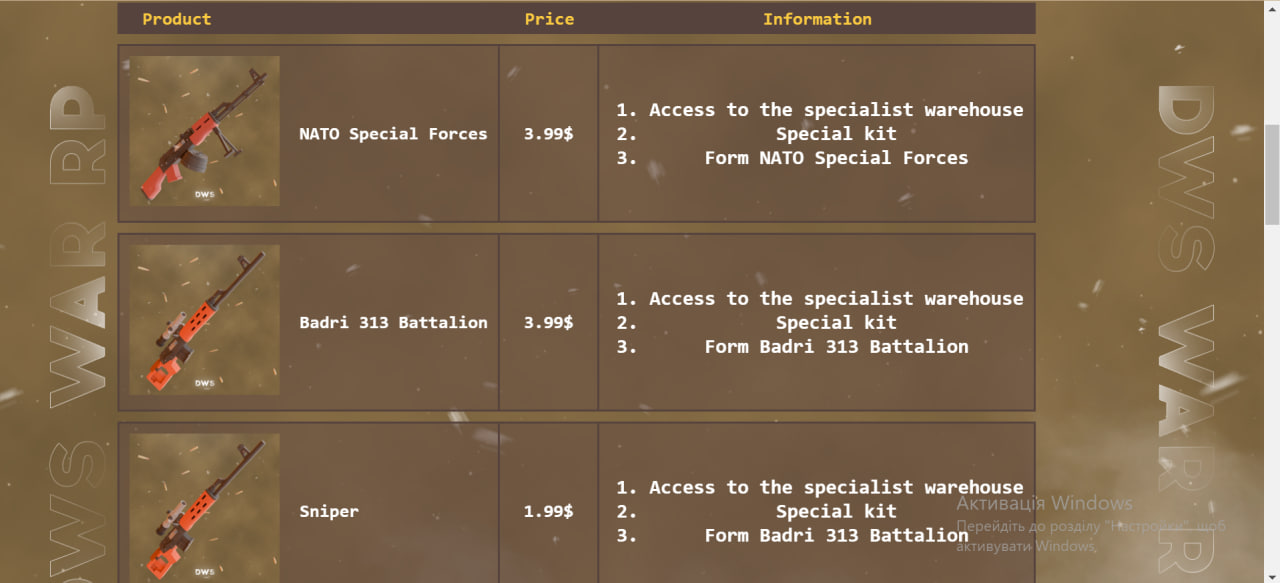 Product Price Information
DWS WAR RP
DWS WAR R
DWS
NATO Special Forces
3.99$
1. Access to the specialist warehouse
2. Special kit
3. Form NATO Special Forces
DWS
Badri 313 Battalion
3.99$
1. Access to the specialist warehouse
2. Special kit
3. Form Badri 313 Battalion
DWS
Sniper
1.99$
1. Access to the specialist warehouse
2. Special kit
3. Form Badri 313 Battalion
DWS
Активація Windows
Перейдіть до розділу "Настройки", щоб
активувати Windows.